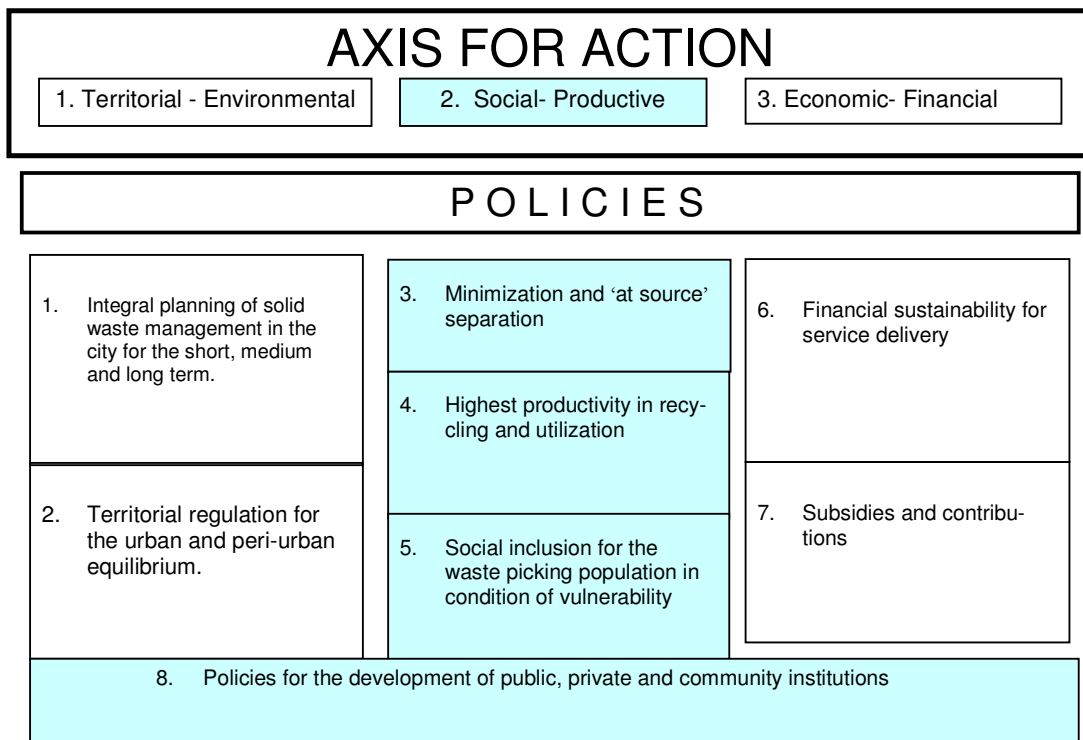 AXIS FOR ACTION
1. Territorial - Environmental
2. Social- Productive
3. Economic- Financial
P O L I C I E S
1. Integral planning of solid
waste management in the
city for the short, medium
and long term.
2. Territorial regulation for
the urban and peri-urban
equilibrium.
3. Minimization and ‘at source’
separation
4. Highest productivity in recy-
cling and utilization
5. Social inclusion for the
waste picking population in
condition of vulnerability
6. Financial sustainability for
service delivery
7. Subsidies and contribu-
tions
8. Policies for the development of public, private and community institutions